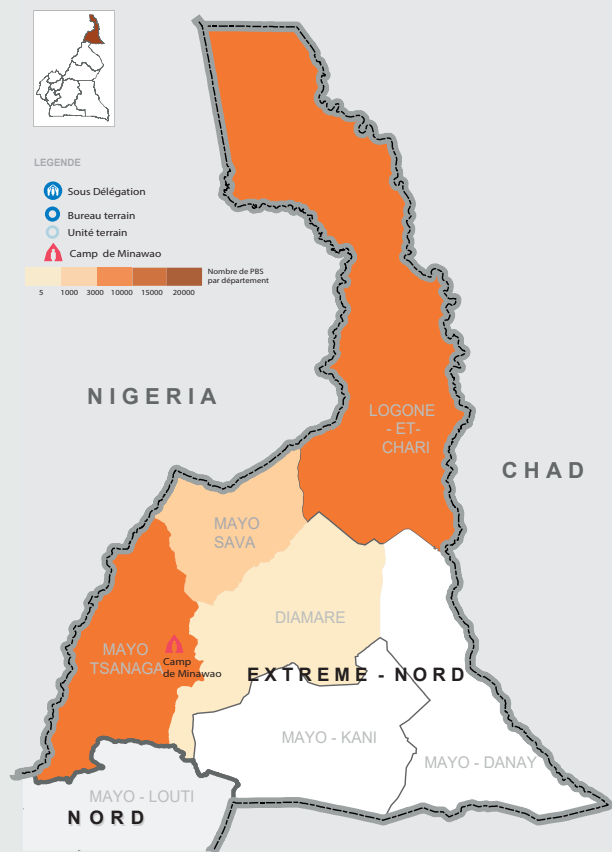 LEGENDE
Sous Délégation
Bureau terrain
Unité terrain
Camp de Minawao
Nombre de PBS
par département
5 1000 3000 10000 15000 20000
NIGERIA
LOGONE
- ET-
CHARI
CHAD
MAYO
SAVA
DIAMARE
MAYO
TSANAGA
Camp
de Minawao
EXTREME - NORD
MAYO - KANI
MAYO - DANAY
MAYO - LOUTI
NORD